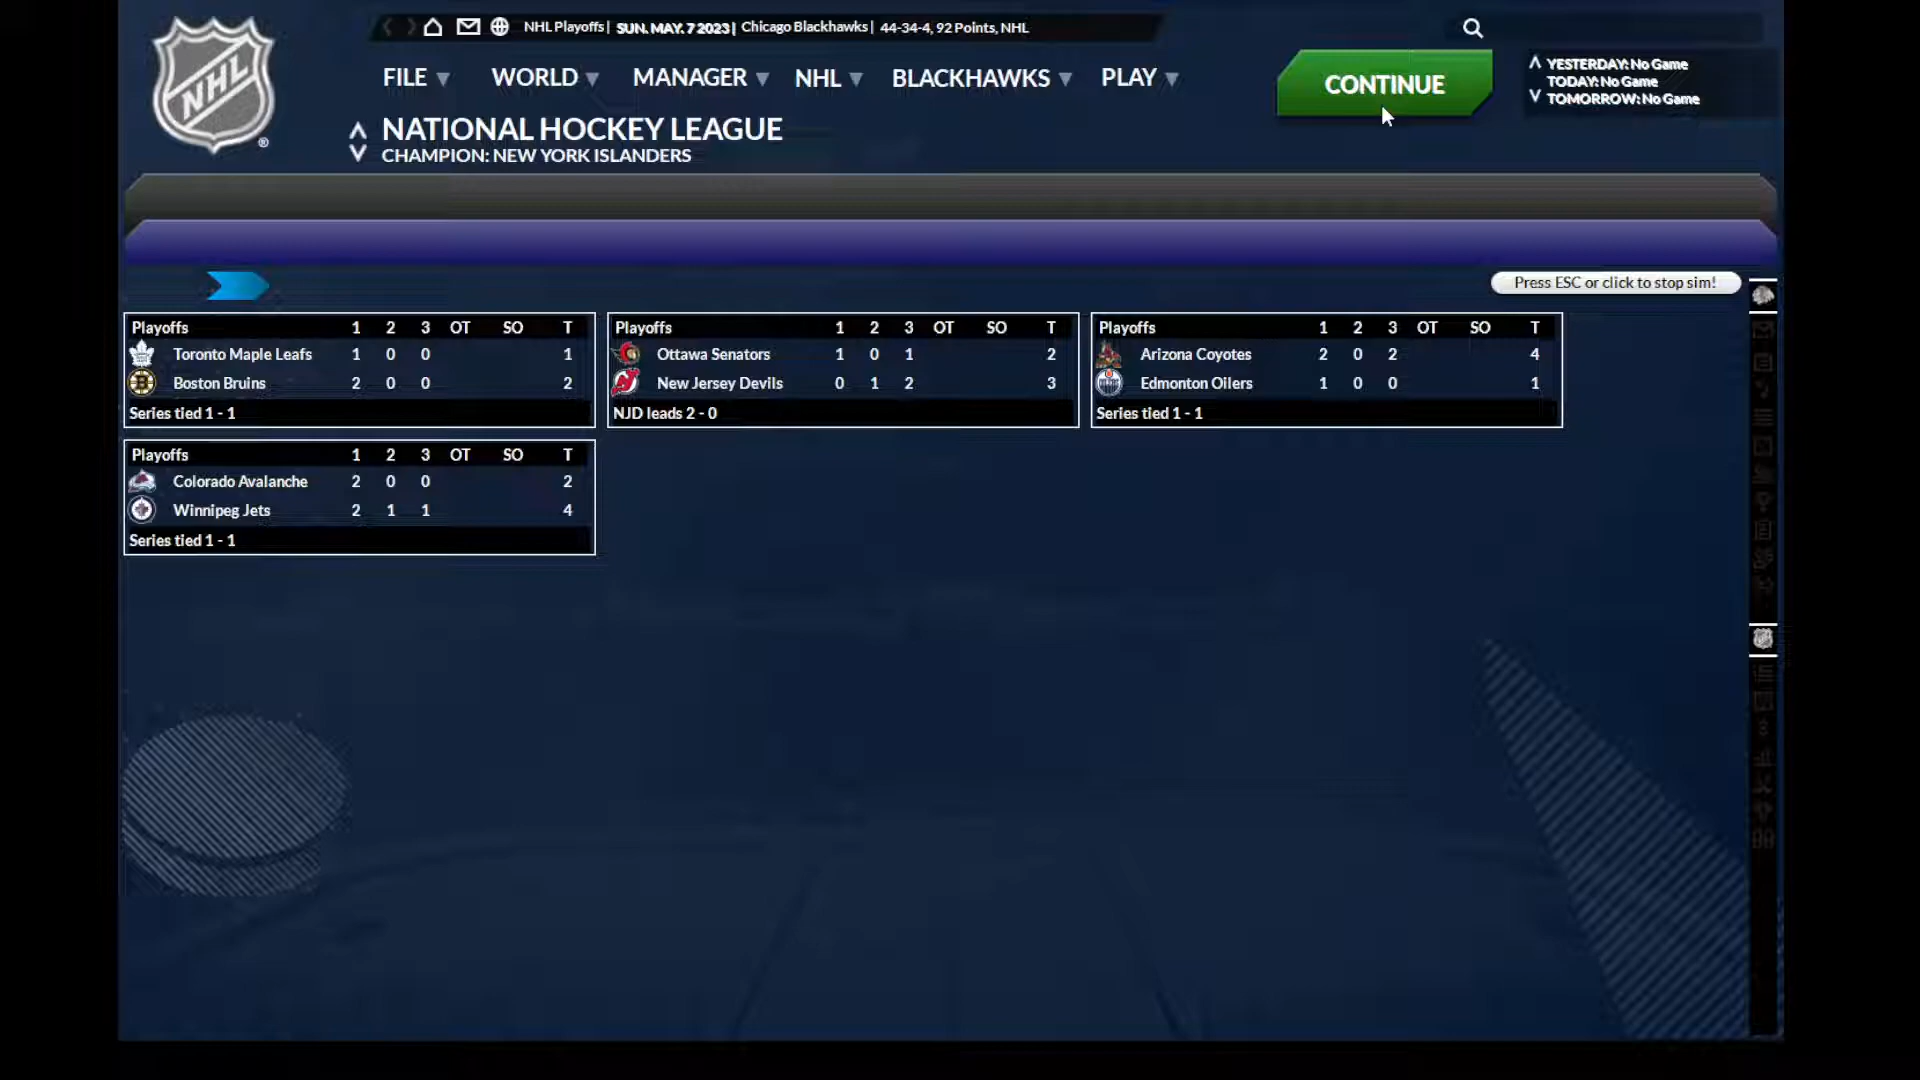 NHL Playoffs| SUN. MAY. 7 2023| Chicago Blackhawks| 44-34-4, 92 Points, NHL
NHL
FILE WORLD MANAGER NHL BLACKHAWKS PLAY
CONTINUE
YESTERDAY: No Game
TODAY: No Game
TOMORROW: No Game
NATIONAL HOCKEY LEAGUE
CHAMPION: NEW YORK ISLANDERS
Press ESC or click to stop sim!
Playoffs 1 2 3 OT SO T
Toronto Maple Leafs 1 0 0 1
Boston Bruins 2 0 0 2
Series tied 1 - 1
Playoffs 1 2 3 OT SO T
Ottawa Senators 1 0 1 2
New Jersey Devils 0 1 2 3
NJD leads 2 - 0
Playoffs 1 2 3 OT SO T
Arizona Coyotes 2 0 2 4
Edmonton Oilers 1 0 0 1
Series tied 1 - 1
Playoffs 1 2 3 OT SO T
Colorado Avalanche 2 0 0 2
Winnipeg Jets 2 1 1 4
Series tied 1 - 1